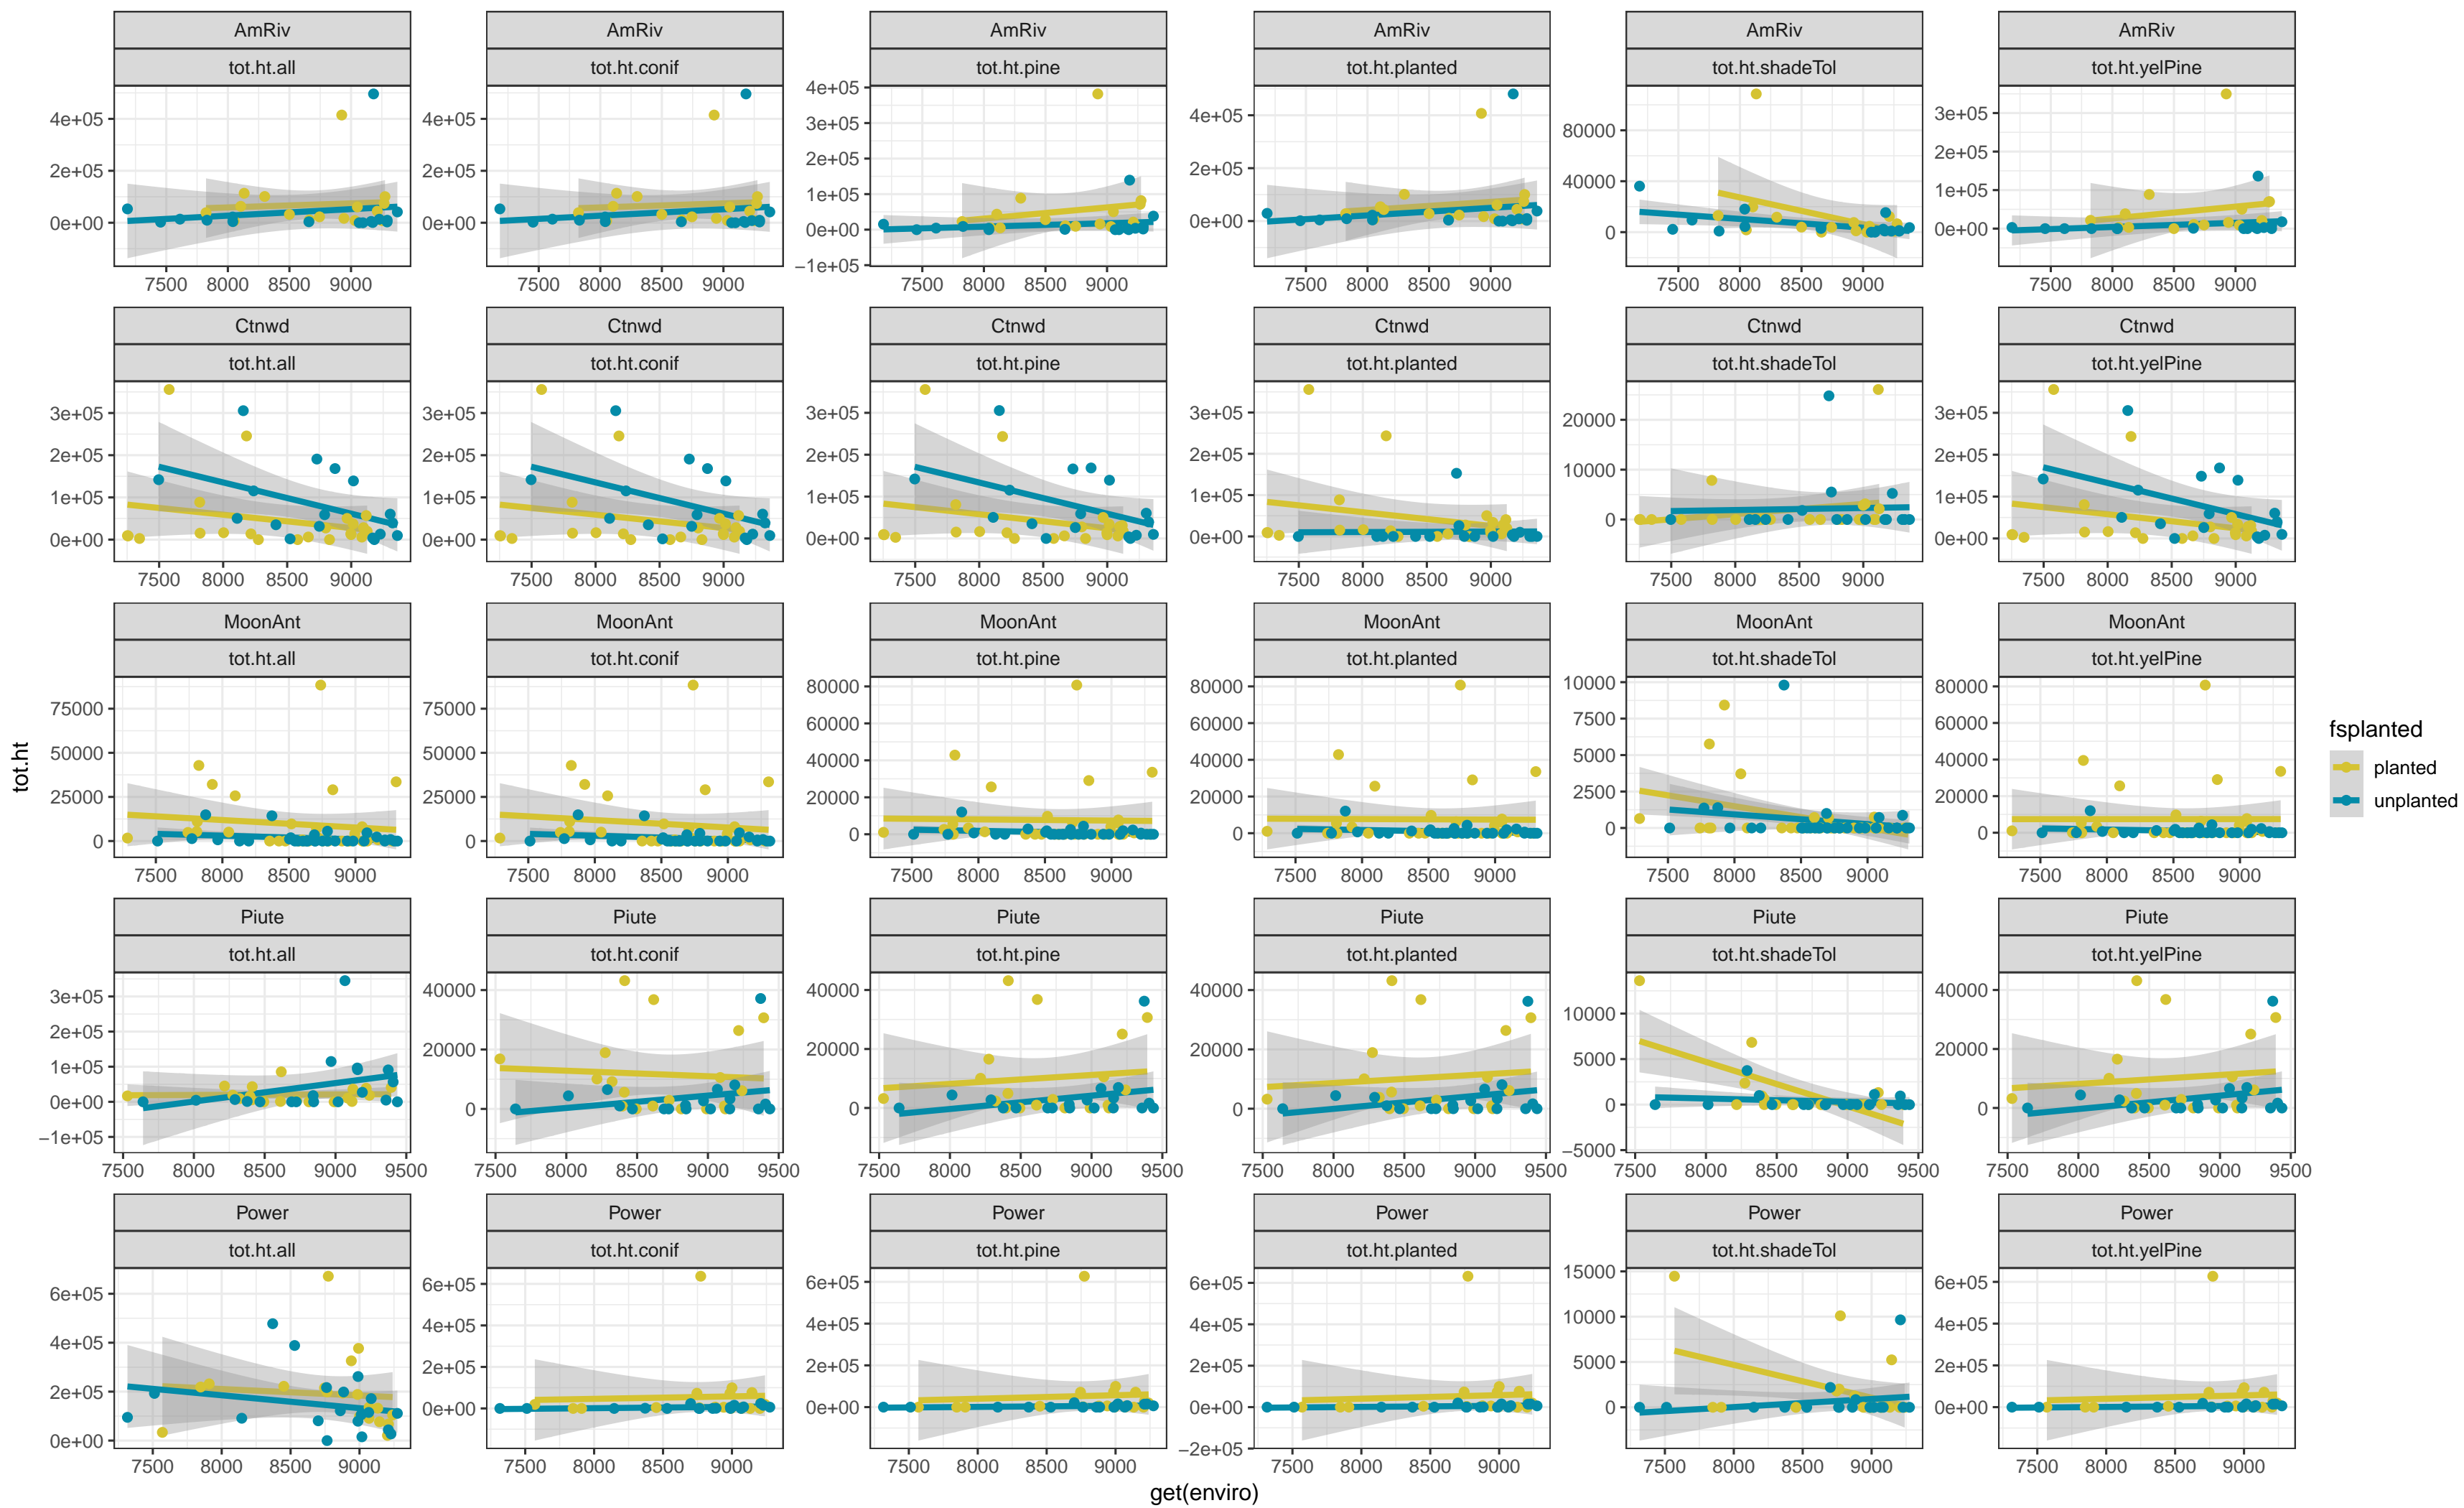 AmRiv AmRiv AmRiv AmRiv AmRiv AmRiv
tot.ht.all tot.ht.conif tot.ht.pine tot.ht.planted tot.ht.shadeTol tot.ht.yelPine
4e+05 2e+05 0e+00
4e+05 2e+05 0e+00
4e+05 3e+05 2e+05 1e+05 0e+00 −1e+05
4e+05 2e+05 0e+00
80000 40000 0
3e+05 2e+05 1e+05 0e+00
7500 8000 8500 9000 7500 8000 8500 9000 7500 8000 8500 9000 7500 8000 8500 9000 7500 8000 8500 9000 7500 8000 8500 9000
Ctnwd Ctnwd Ctnwd Ctnwd Ctnwd Ctnwd
tot.ht.all tot.ht.conif tot.ht.pine tot.ht.planted tot.ht.shadeTol tot.ht.yelPine
3e+05 2e+05 1e+05 0e+00
3e+05 2e+05 1e+05 0e+00
3e+05 2e+05 1e+05 0e+00
3e+05 2e+05 1e+05 0e+00
20000 10000 0
3e+05 2e+05 1e+05 0e+00
7500 8000 8500 9000 7500 8000 8500 9000 7500 8000 8500 9000 7500 8000 8500 9000 7500 8000 8500 9000 7500 8000 8500 9000
MoonAnt MoonAnt MoonAnt MoonAnt MoonAnt MoonAnt
tot.ht.all tot.ht.conif tot.ht.pine tot.ht.planted tot.ht.shadeTol tot.ht.yelPine
75000 50000 25000 0
75000 50000 25000 0
80000 60000 40000 20000 0
80000 60000 40000 20000 0
10000 7500 5000 2500 0
80000 60000 40000 20000 0
7500 8000 8500 9000 7500 8000 8500 9000 7500 8000 8500 9000 7500 8000 8500 9000 7500 8000 8500 9000 7500 8000 8500 9000
Piute Piute Piute Piute Piute Piute
tot.ht.all tot.ht.conif tot.ht.pine tot.ht.planted tot.ht.shadeTol tot.ht.yelPine
3e+05 2e+05 1e+05 0e+00 −1e+05
40000 20000 0
40000 20000 0
40000 20000 0
10000 5000 0 −5000
40000 20000 0
7500 8000 8500 9000 9500 7500 8000 8500 9000 9500 7500 8000 8500 9000 9500 7500 8000 8500 9000 9500 7500 8000 8500 9000 9500 7500 8000 8500 9000 9500
Power Power Power Power Power Power
tot.ht.all tot.ht.conif tot.ht.pine tot.ht.planted tot.ht.shadeTol tot.ht.yelPine
6e+05 4e+05 2e+05 0e+00
6e+05 4e+05 2e+05 0e+00
6e+05 4e+05 2e+05 0e+00
6e+05 4e+05 2e+05 0e+00 −2e+05
15000 10000 5000 0
6e+05 4e+05 2e+05 0e+00
7500 8000 8500 9000 7500 8000 8500 9000 7500 8000 8500 9000 7500 8000 8500 9000 7500 8000 8500 9000 7500 8000 8500 9000
get(enviro)
tot.ht
fsplanted
planted
unplanted